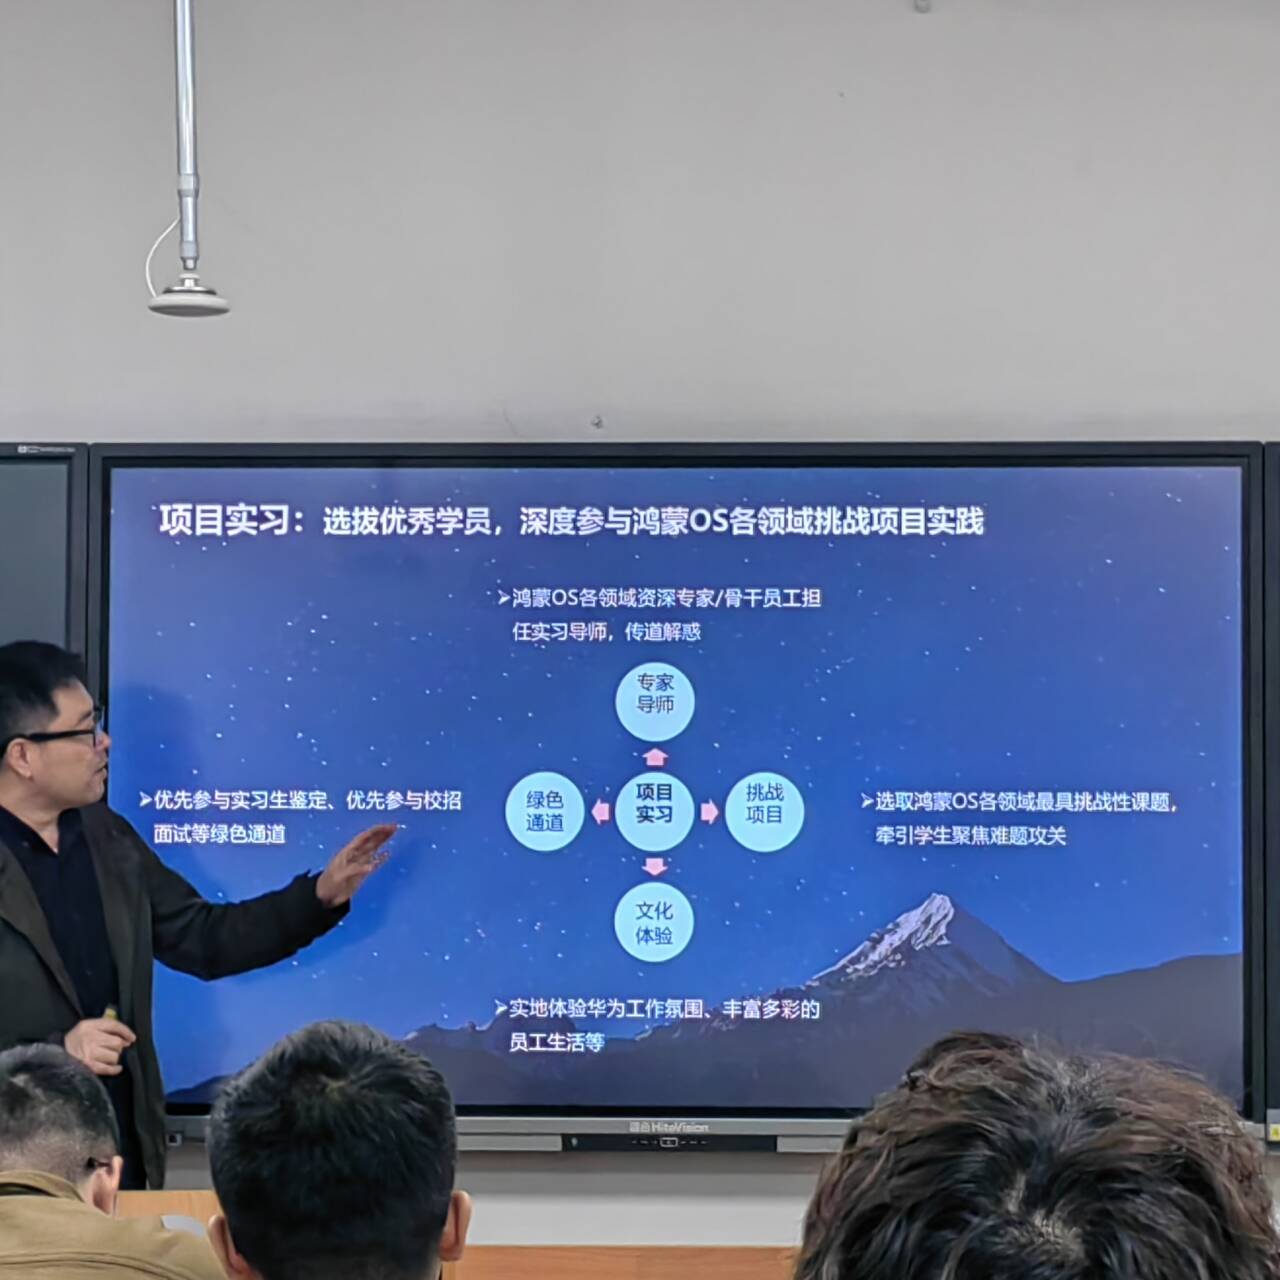 项目实习：选拔优秀学员，深度参与鸿蒙OS各领域挑战项目实践
➢鸿蒙OS各领域资深专家/骨干员工担
任实习导师，传道解惑
专家
导师
➢优先参与实习生鉴定、优先参与校招
面试等绿色通道
绿色
通道
项目
实习
挑战
项目
➢选取鸿蒙OS各领域最具挑战性课题，
牵引学生聚焦难题攻关
文化
体验
➢实地体验华为工作氛围、丰富多彩的
员工生活等
HiteVision